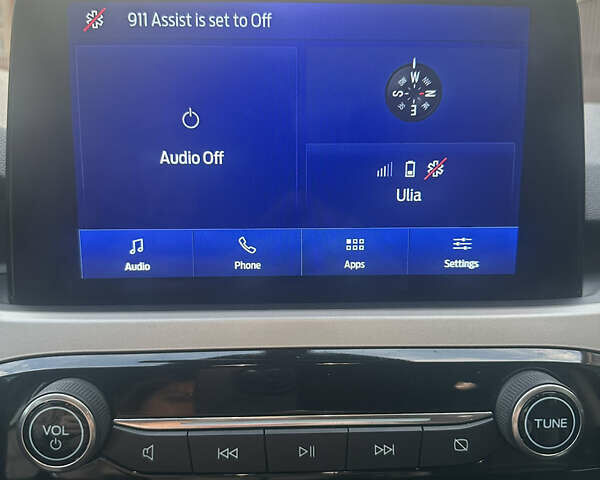 911 Assist is set to Off
Audio Off
W
S
N
E
Ulia
Audio
Phone
Apps
Settings
VOL
TUNE